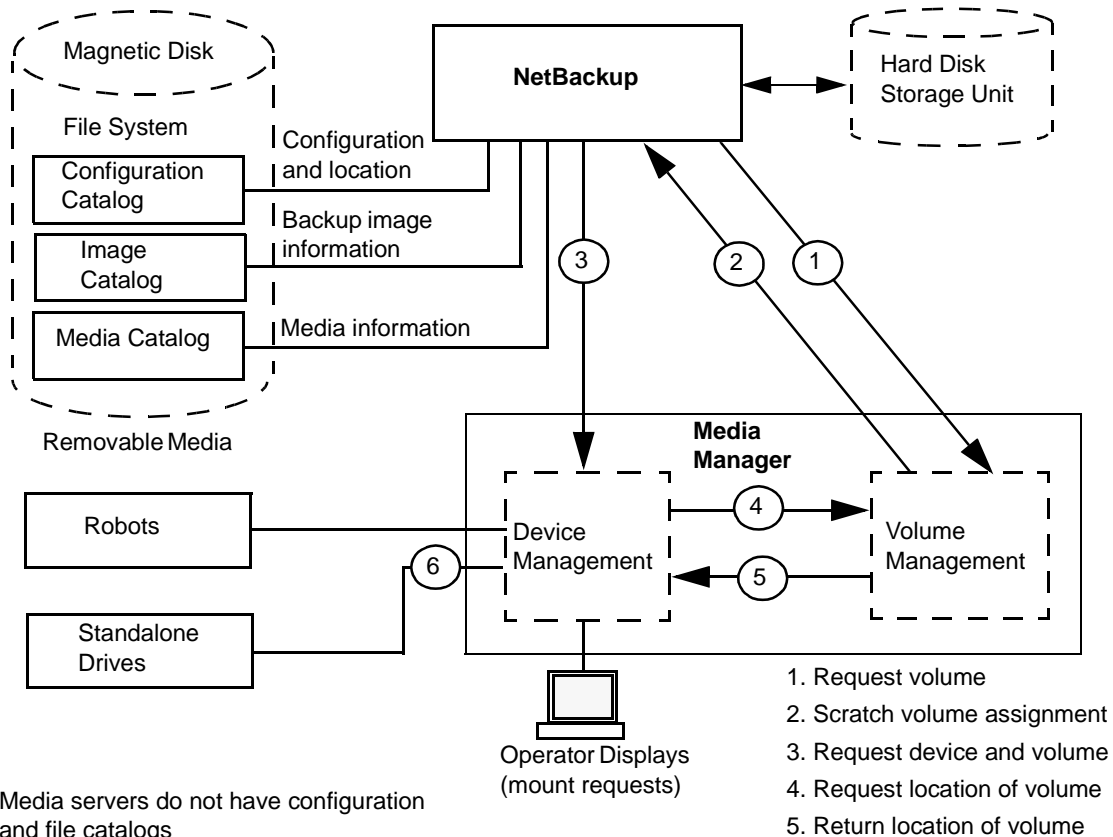 Magnetic Disk
File System
Configuration
Catalog
Image
Catalog
Media Catalog
Removable Media
Configuration
and location
Backup image
information
Media information
NetBackup
Hard Disk
Storage Unit
3
2
1
Media
Manager
Robots
Standalone
Drives
6
Device
Management
4
5
Volume
Management
Operator Displays
(mount requests)
1. Request volume
2. Scratch volume assignment
3. Request device and volume
4. Request location of volume
5. Return location of volume
Media servers do not have configuration
and file catalogs